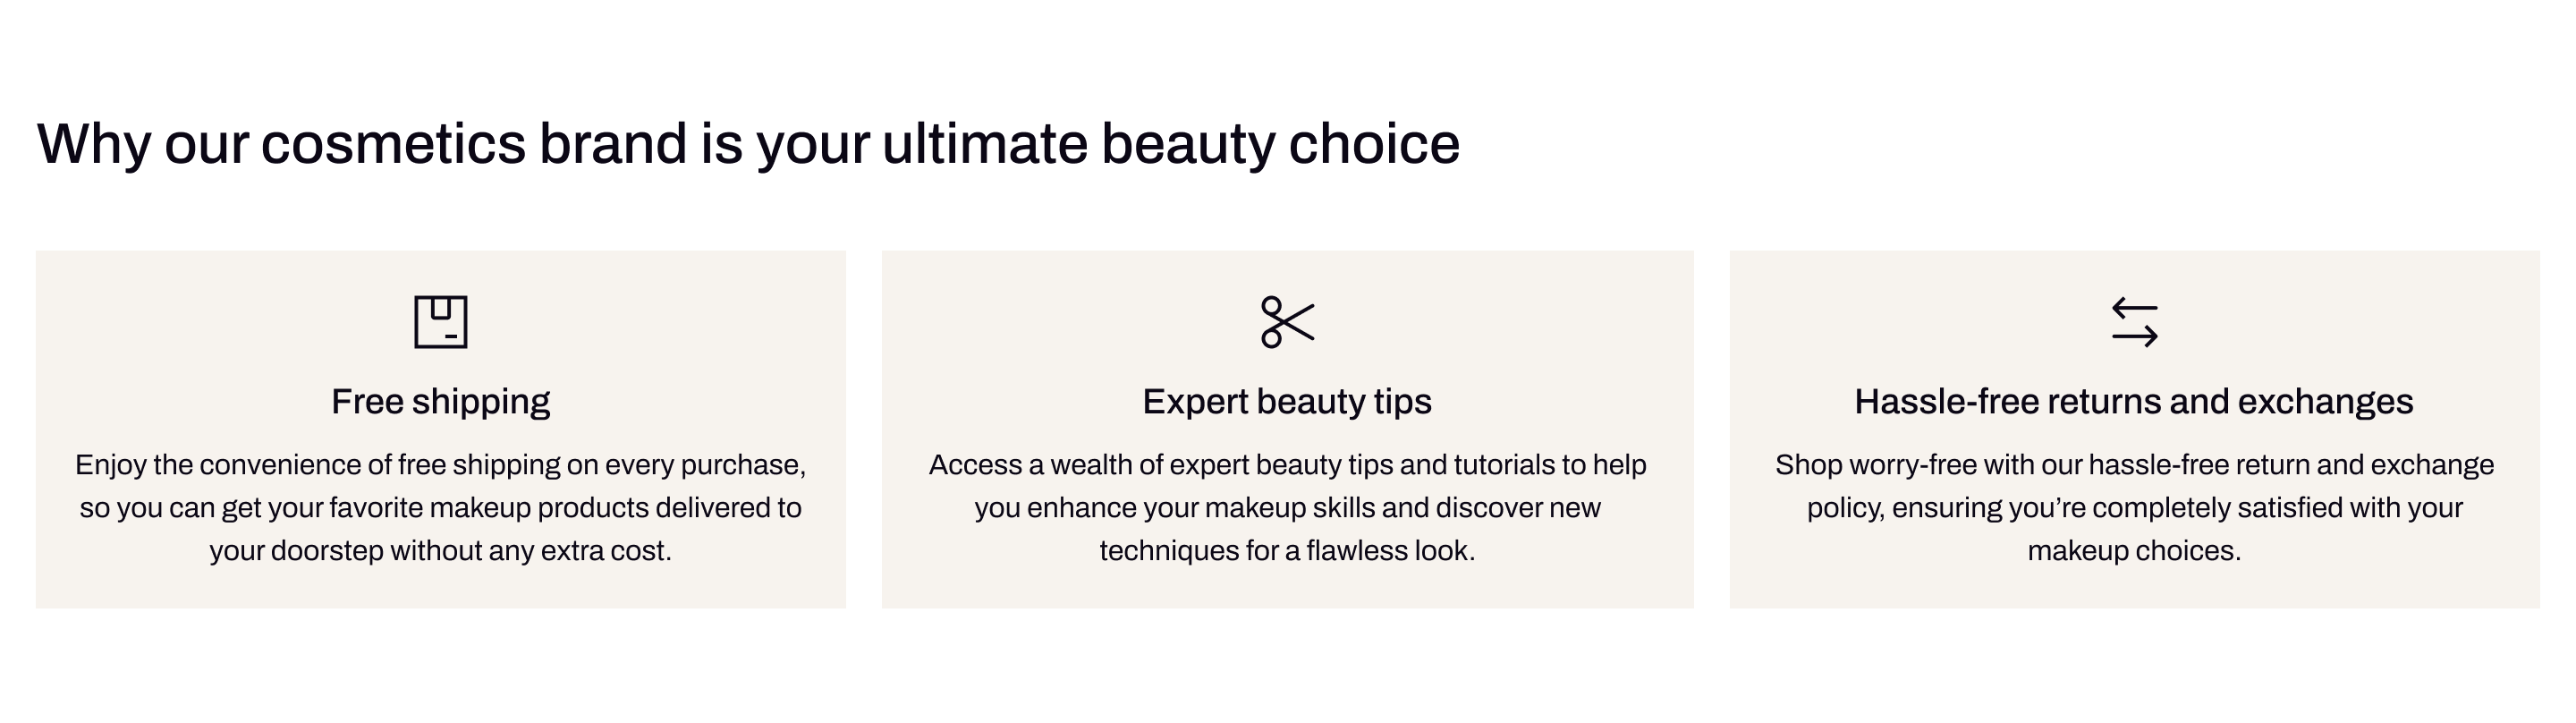 Why our cosmetics brand is your ultimate beauty choice
Free shipping
Enjoy the convenience of free shipping on every purchase,
so you can get your favorite makeup products delivered to
your doorstep without any extra cost.
Expert beauty tips
Access a wealth of expert beauty tips and tutorials to help
you enhance your makeup skills and discover new
techniques for a flawless look.
Hassle-free returns and exchanges
Shop worry-free with our hassle-free return and exchange
policy, ensuring you’re completely satisfied with your
makeup choices.